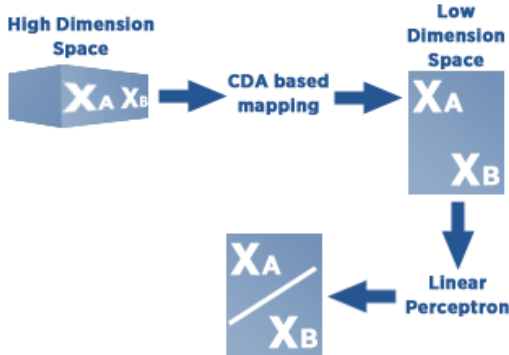 High Dimension
Space
XA XB
CDA based
mapping
Low
Dimension
Space
XA
XB
Linear
Perceptron
XA
XB